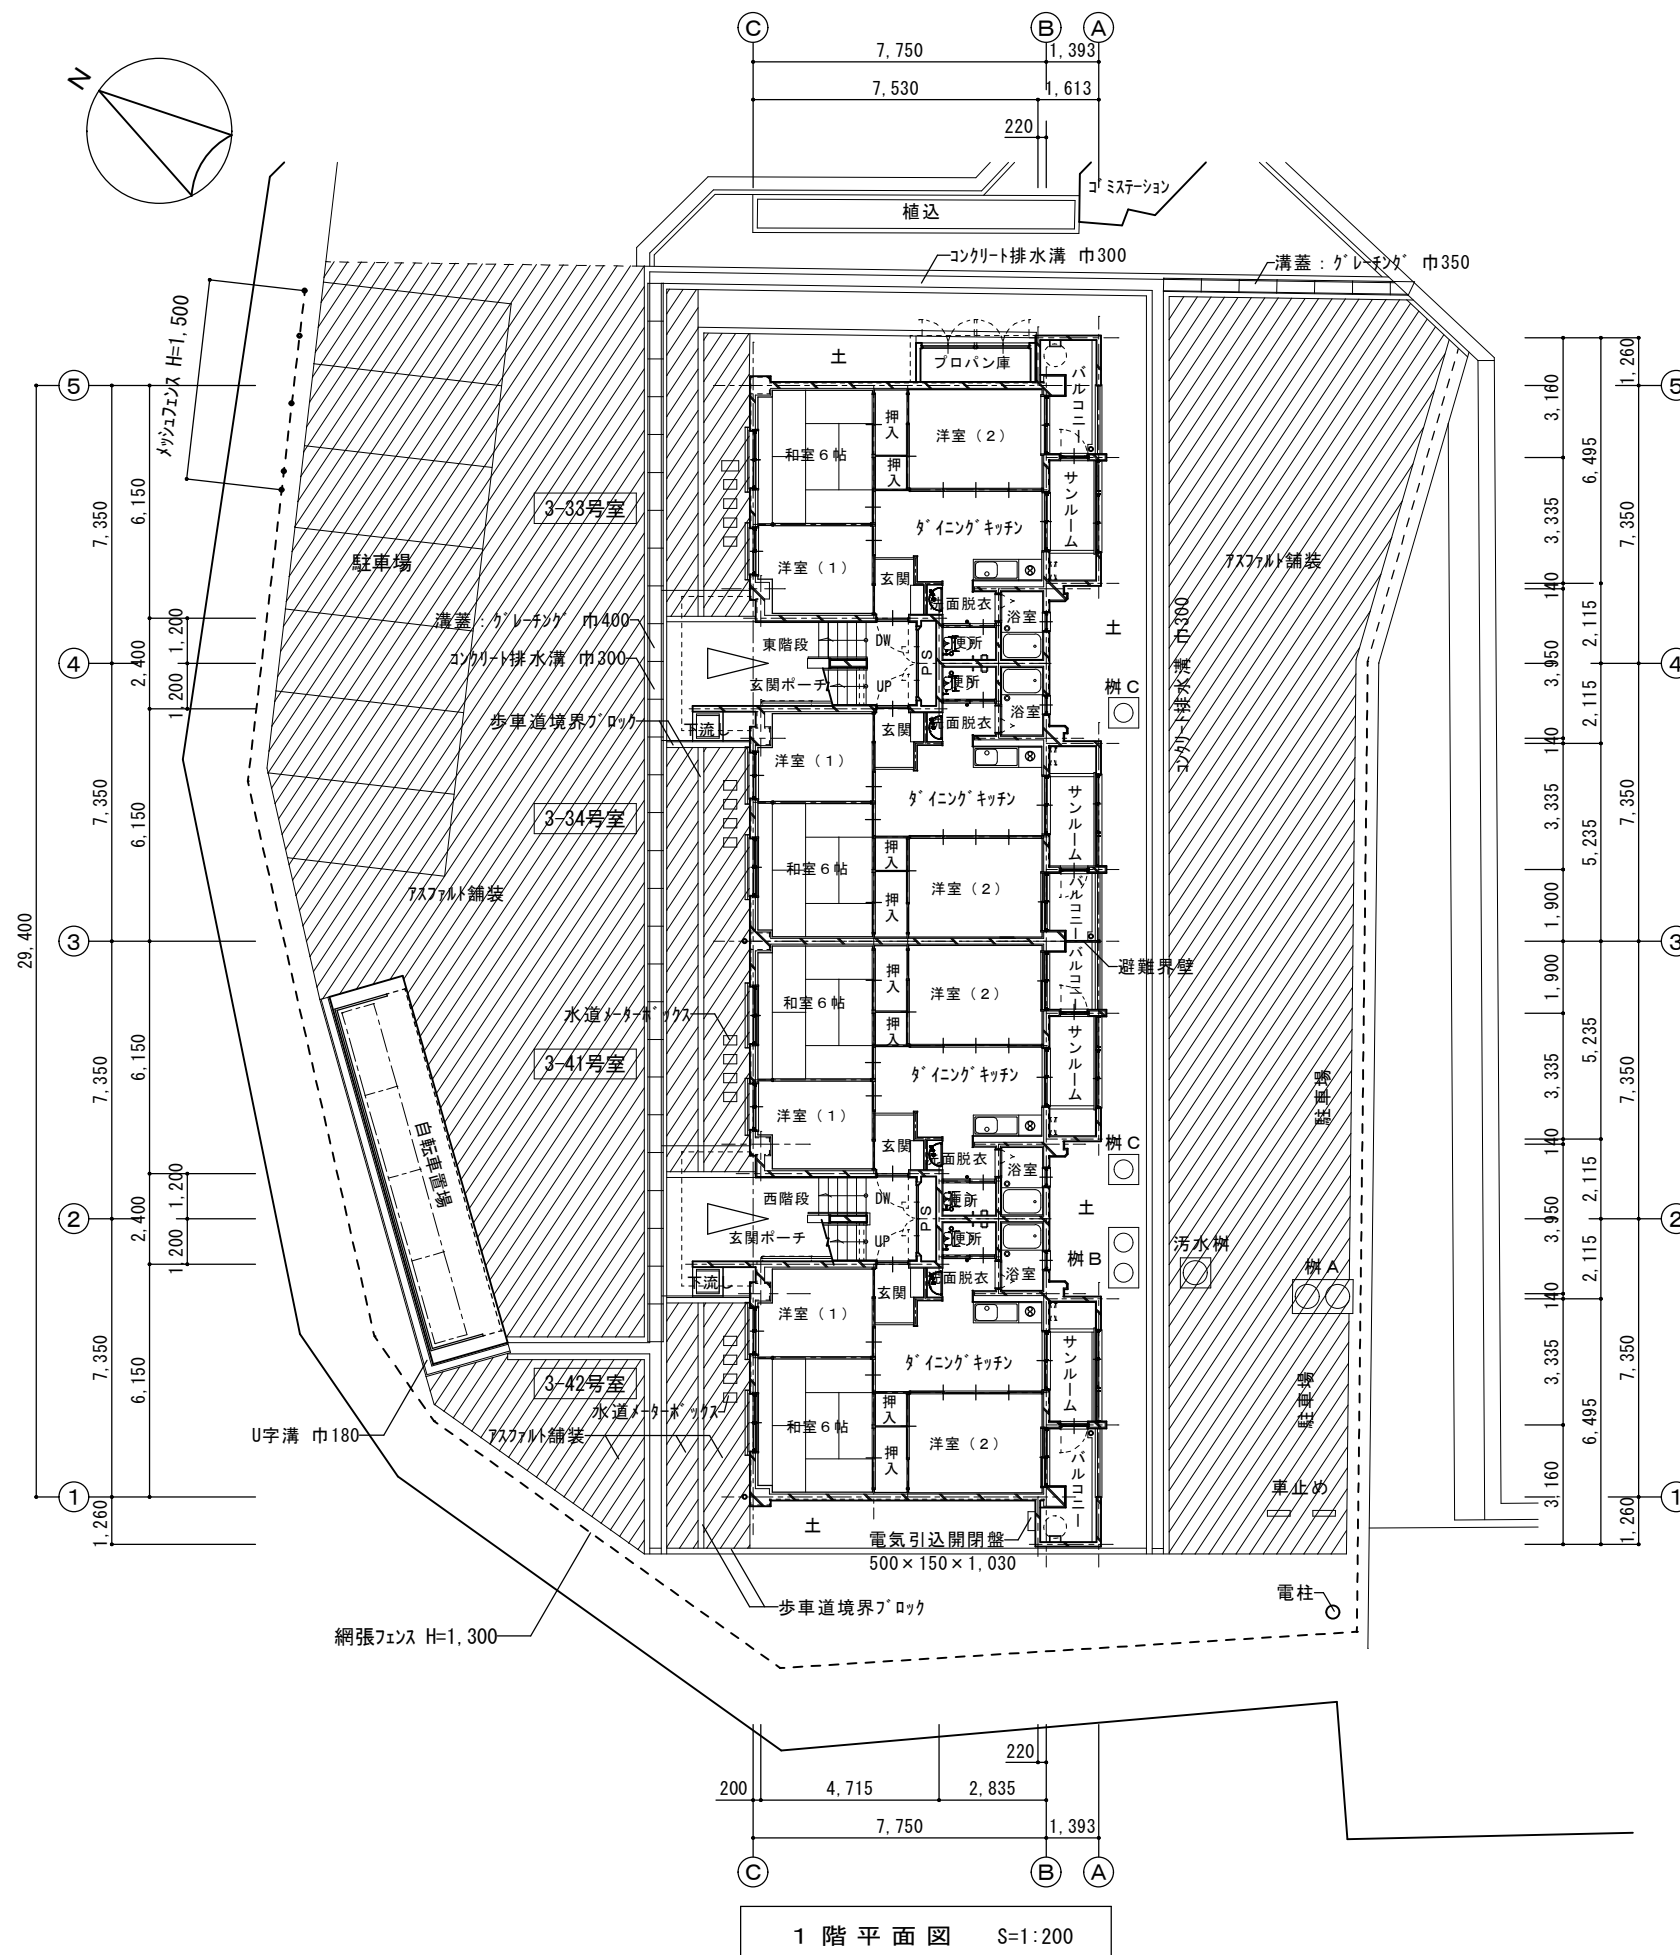 C
B
A
7,750
1,393
7,530
1,613
220
N
ゴミステーション
植込
コンクリート排水溝 巾300
溝蓋：グレーチング 巾350
メッシュフェンス H=1,500
土
プロパン庫
バルコニー
5
5
1,260
3,160
6,495
和室６帖
押入
押入
洋室（２）
サンルーム
3-33号室
ダイニングキッチン
駐車場
洋室（１）
玄関
アスファルト舗装
7,350
6,150
3,335
7,350
140
洗面脱衣
浴室
土
溝蓋：グレーチング 巾400
コンクリート排水溝 巾300
東階段
DW
PS
便所
4
2,400
1,200
1,200
玄関ポーチ
UP
便所
浴室
桝Ｃ
コンクリート排水溝 巾300
4
3,950
2,115
2,115
歩車道境界ブロック
下流し
玄関
洗面脱衣
140
洋室（１）
ダイニングキッチン
サンルーム
3-34号室
7,350
6,150
3,335
5,235
7,350
和室６帖
押入
押入
洋室（２）
バルコニー
アスファルト舗装
1,900
29,400
3
3
避難界壁
和室６帖
押入
押入
洋室（２）
バルコニー
1,900
水道メーターボックス
サンルーム
3-41号室
ダイニングキッチン
7,350
6,150
5,235
3,335
7,350
駐車場
洋室（１）
玄関
自転車置場
洗面脱衣
浴室
桝Ｃ
140
西階段
DW
PS
便所
土
2
2,400
1,200
1,200
玄関ポーチ
UP
便所
浴室
桝Ｂ
汚水桝
桝Ａ
2
3,950
2,115
2,115
下流し
玄関
洗面脱衣
140
洋室（１）
ダイニングキッチン
サンルーム
3-42号室
7,350
6,150
3,335
6,495
7,350
駐車場
水道メーターボックス
和室６帖
押入
押入
洋室（２）
バルコニー
U字溝 巾180
アスファルト舗装
3,160
車止め
1
1
1,260
1,260
土
電気引込開閉盤
500×150×1,030
電柱
歩車道境界ブロック
網張フェンス H=1,300
220
200
4,715
2,835
7,750
1,393
C
B
A
１階平面図 S=1:200